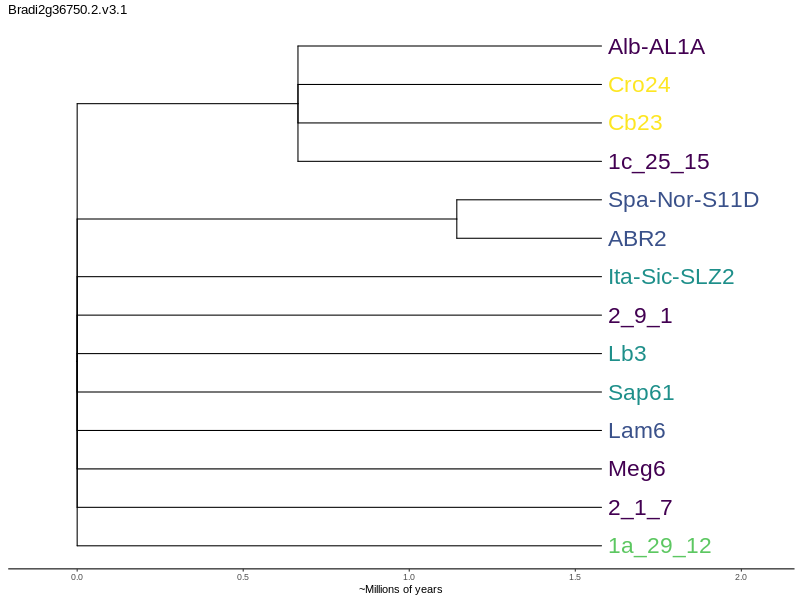 Bradi2g36750.2.v3.1
Alb-AL1A
Cro24
Cb23
1c_25_15
Spa-Nor-S11D
ABR2
Ita-Sic-SLZ2
2_9_1
Lb3
Sap61
Lam6
Meg6
2_1_7
1a_29_12
0.0 0.5 1.0 1.5 2.0
~Millions of years